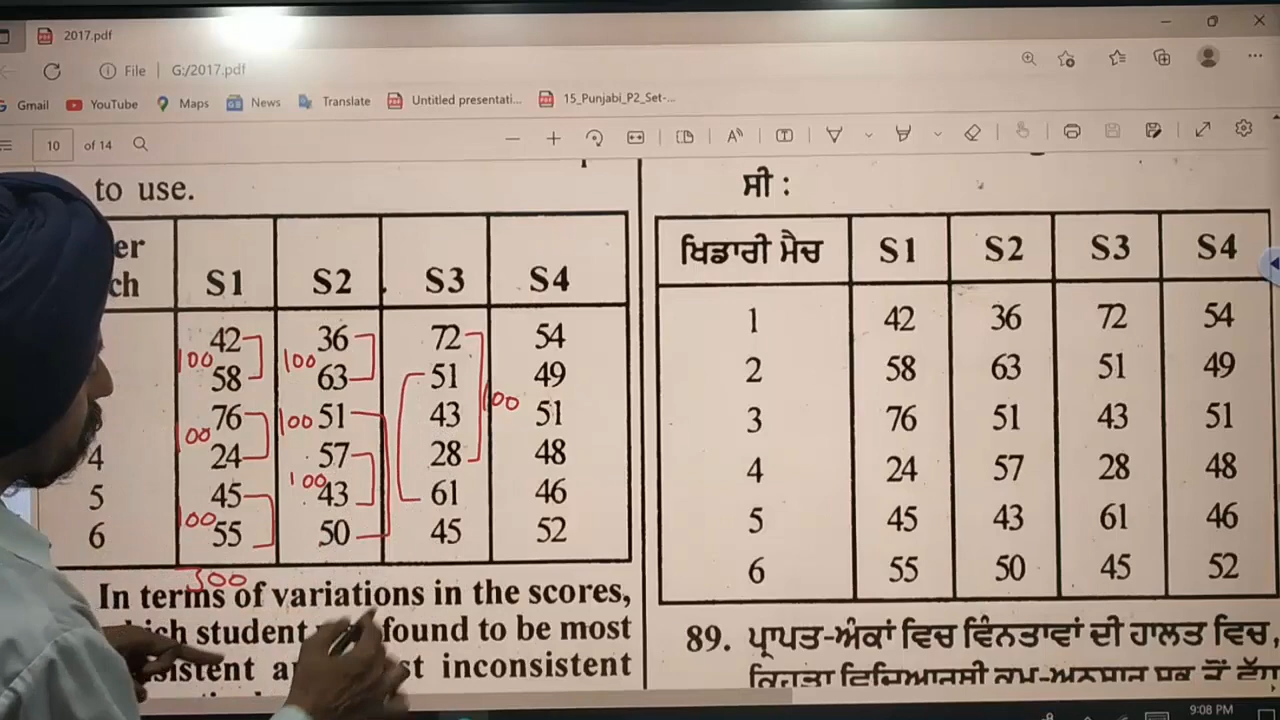 2017.pdf
File | G:/2017.pdf
Gmail YouTube Maps News Translate Untitled presentati... 15_Punjabi_P2_Set-...
10 of 14
to use.
er
ch S1 S2 S3 S4
42 36 72 54
100 100
58 63 51 49
100
76 100 51 43 51
100
4 24 57 28 48
100
5 45 43 61 46
100
6 55 50 45 52
300
In terms of variations in the scores,
student found to be most
inconsistent
ਸੀ :
ਖਿਡਾਰੀ ਮੈਚ S1 S2 S3 S4
1 42 36 72 54
2 58 63 51 49
3 76 51 43 51
4 24 57 28 48
5 45 43 61 46
6 55 50 45 52
89. ਪ੍ਰਾਪਤ-ਅੰਕਾਂ ਵਿਚ ਵਿੰਨਤਾਵਾਂ ਦੀ ਹਾਲਤ ਵਿਚ,
9:08 PM